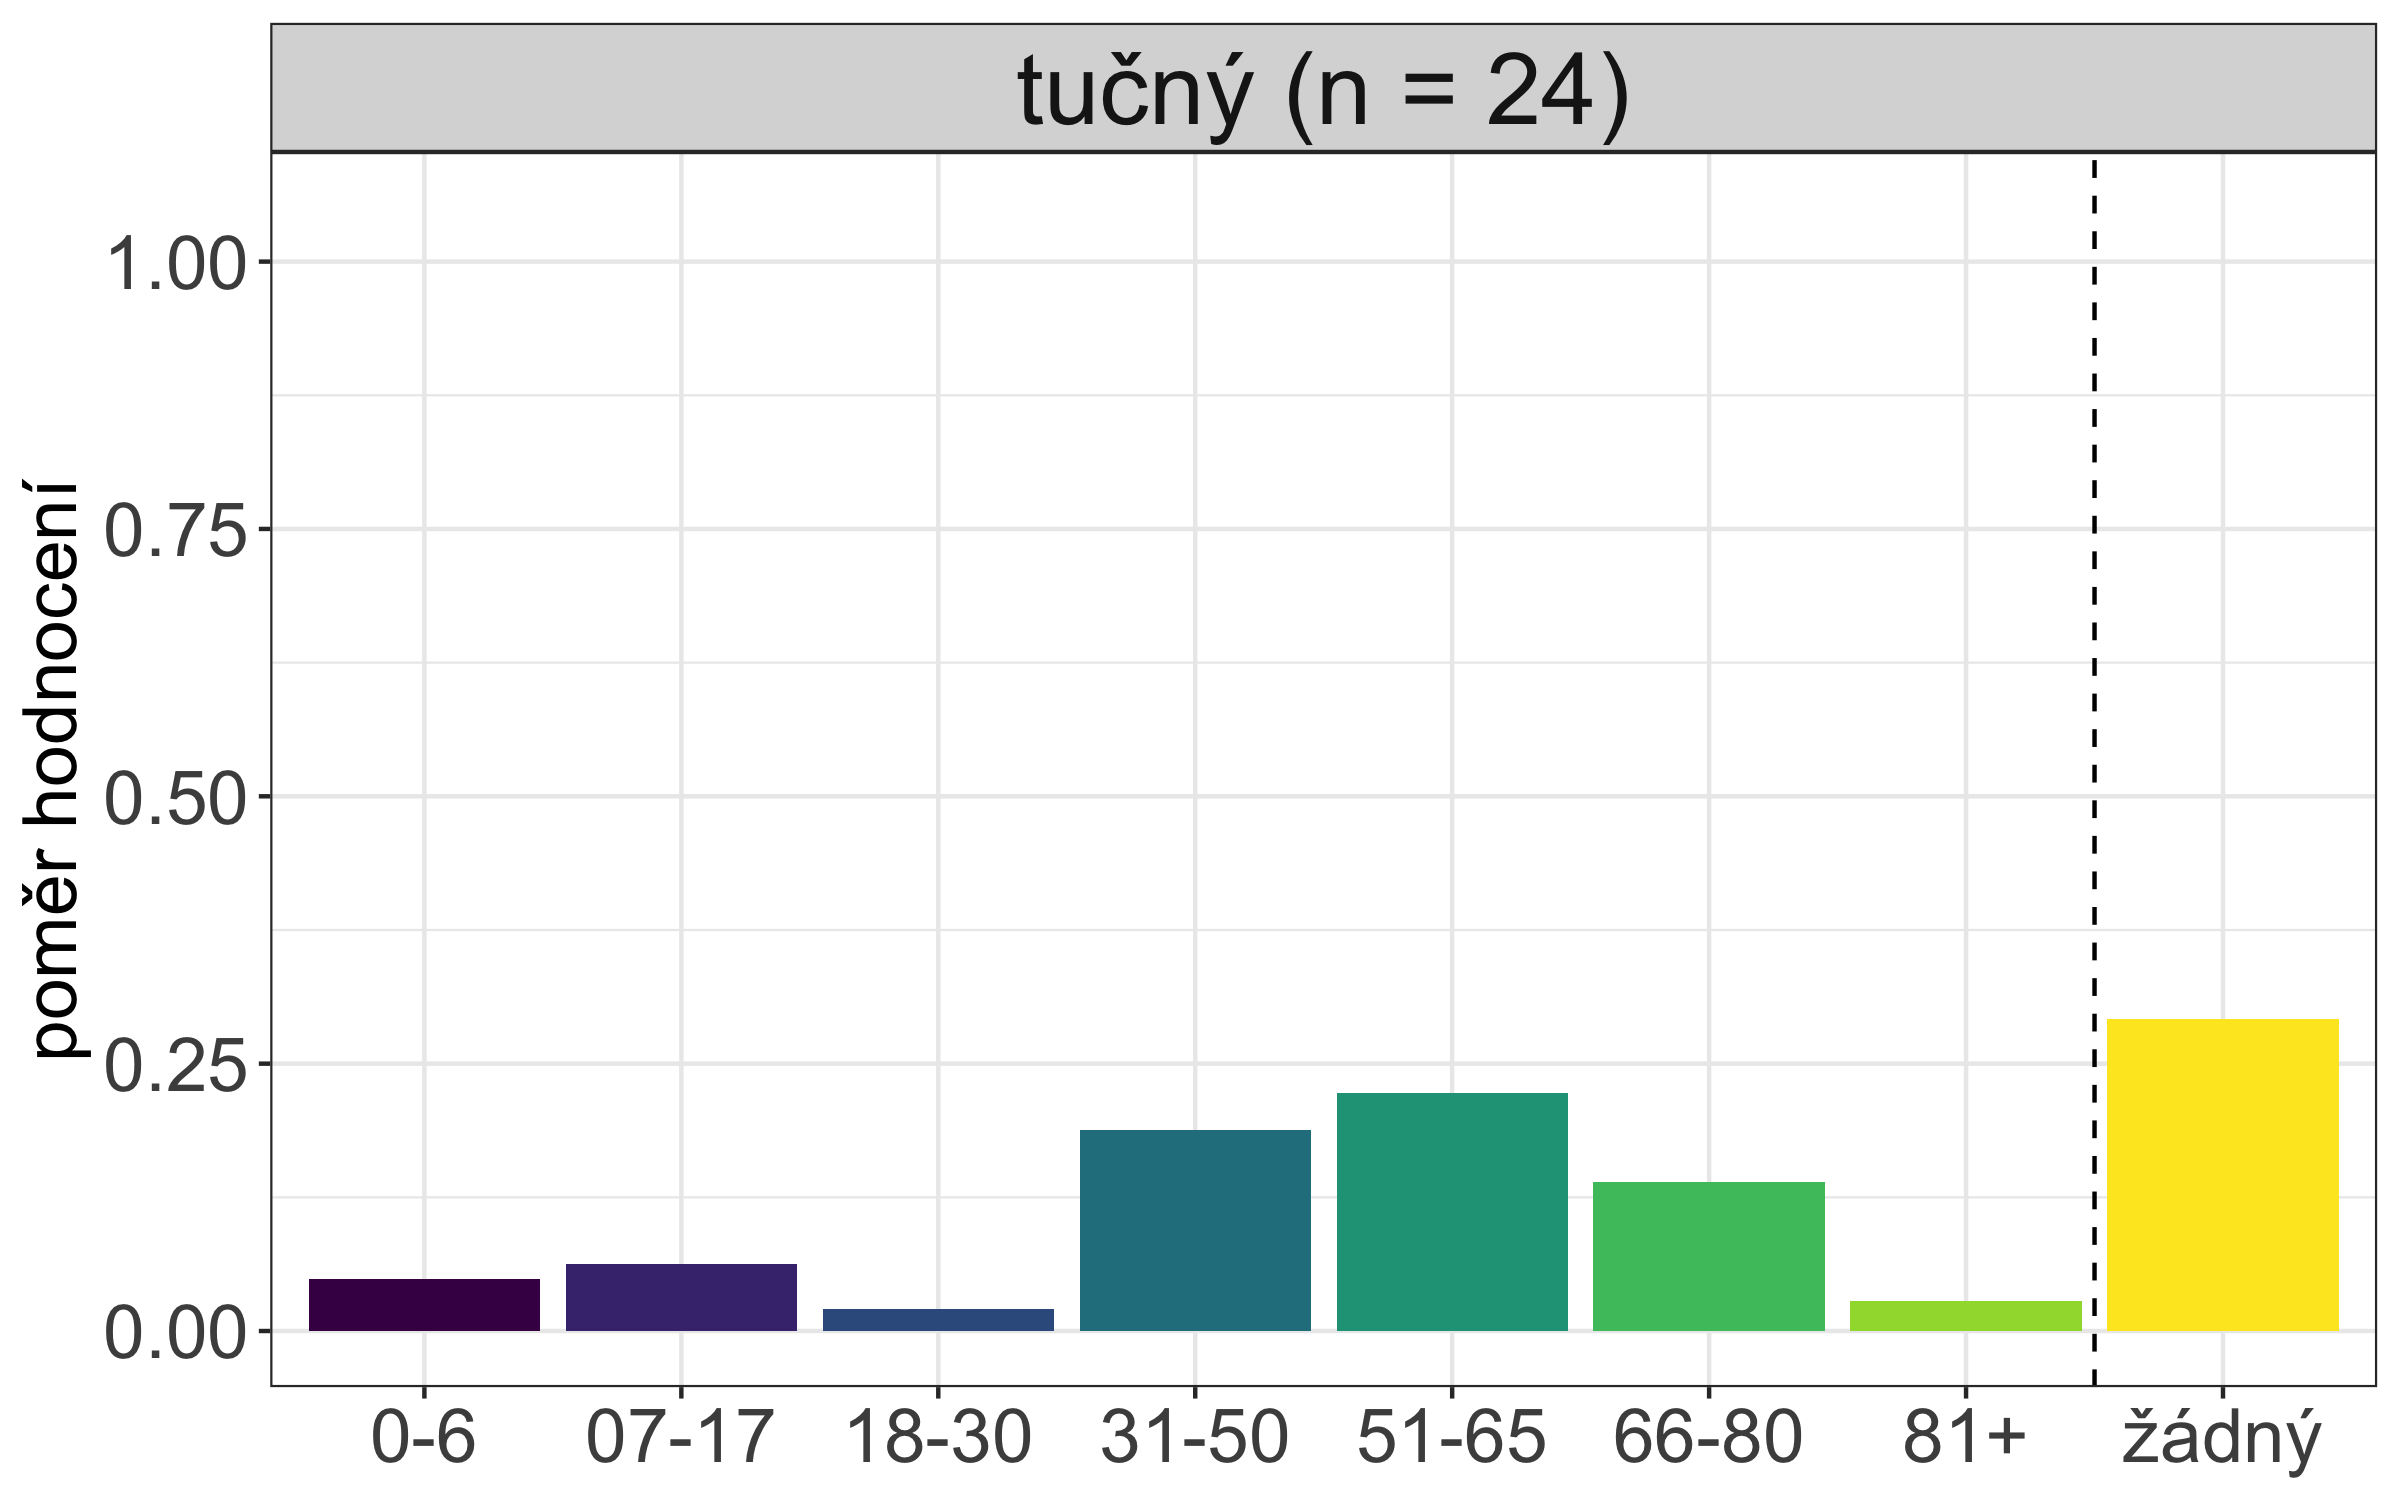 tučný (n = 24)
poměr hodnocení
1.00
0.75
0.50
0.25
0.00
0-6 07-17 18-30 31-50 51-65 66-80 81+ žádný